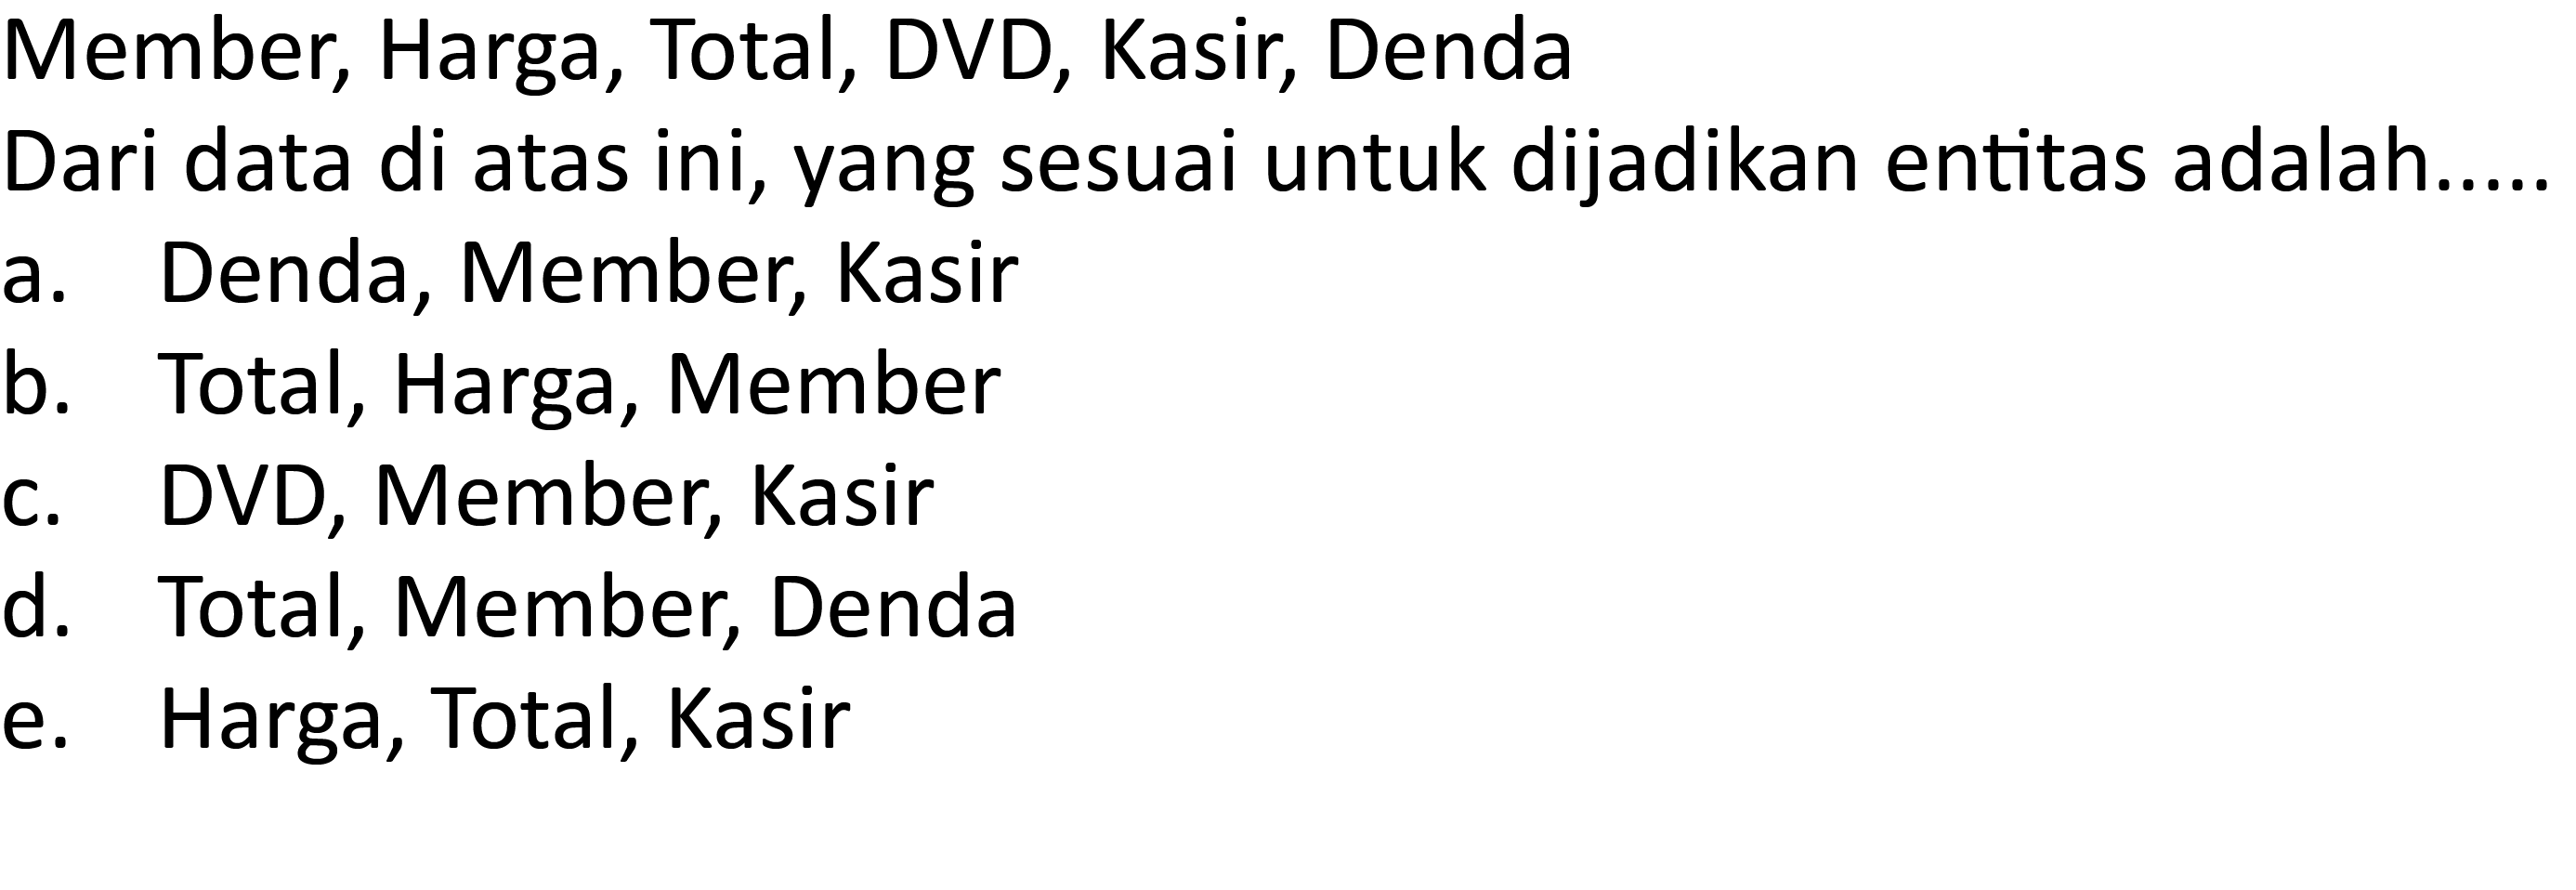 Member, Harga, Total, DVD, Kasir, Denda
Dari data di atas ini, yang sesuai untuk dijadikan entitas adalah.....
a. Denda, Member, Kasir
b. Total, Harga, Member
c. DVD, Member, Kasir
d. Total, Member, Denda
e. Harga, Total, Kasir